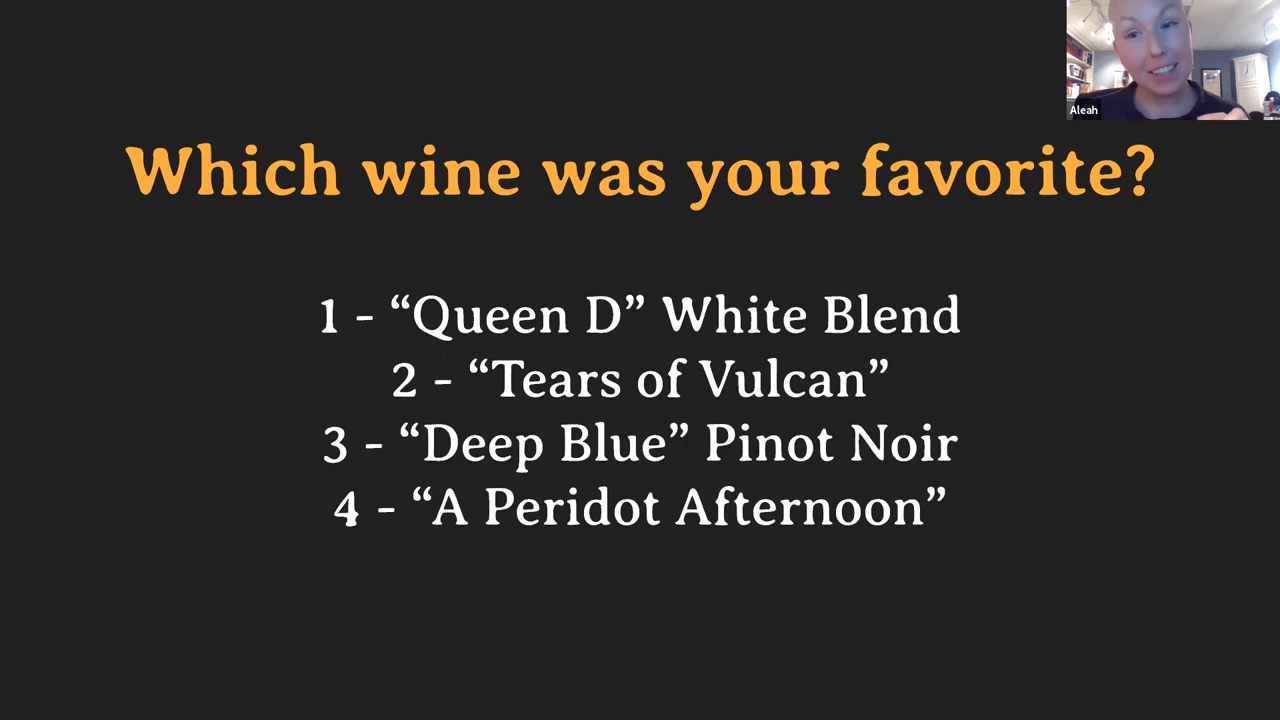 Aleah
Which wine was your favorite?
1 - “Queen D” White Blend
2 - “Tears of Vulcan”
3 - “Deep Blue” Pinot Noir
4 - “A Peridot Afternoon”